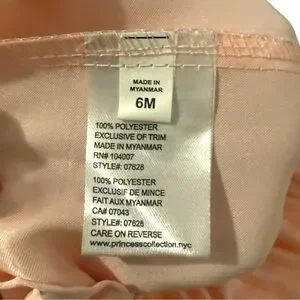 MADE IN
MYANMAR
6M
100% POLYESTER
EXCLUSIVE OF TRIM
MADE IN MYANMAR
RN# 104007
STYLE#: 07628
100% POLYESTER
EXCLUSIF DE MINCE
FAIT AUX MYANMAR
CA# 07043
STYLE#: 07628
CARE ON REVERSE
www.princesscollection.nyc